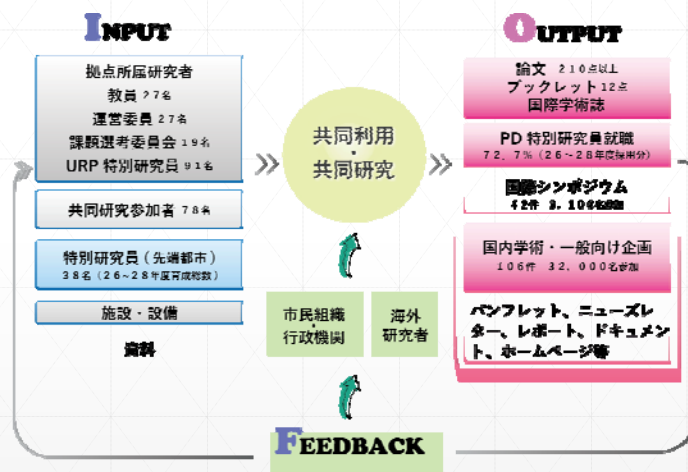 INPUT
拠点所属研究者
教員 27名
運営委員 27名
課題選考委員会 19名
URP 特別研究員 91名
共同研究参加者 78名
特別研究員(先端都市)
38名(26~28年度育成総数)
施設・設備
資料
共同利用
・
共同研究
市民組織
・
行政機関
海外
研究者
OUTPUT
論文 210点以上
ブックレット 12点
国際学術誌
PD 特別研究員就職
72.7%(26~28年度採用分)
国際シンポジウム
42件 3,106名参加
国内学術・一般向け企画
106件 32,000名参加
パンフレット、ニューズレ
ター、レポート、ドキュメン
ト、ホームページ等
FEEDBACK